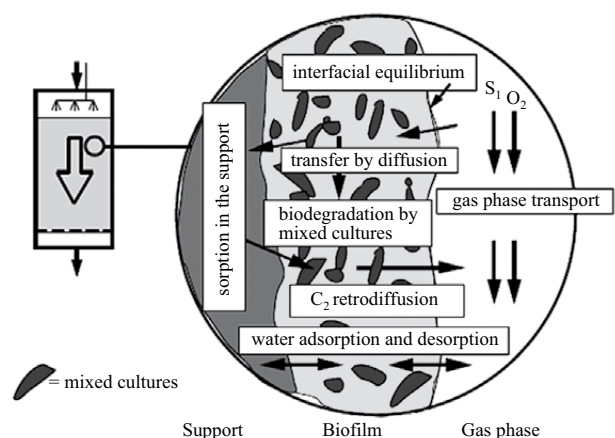 interfacial equilibrium
S1
O2
transfer by diffusion
sorption in the support
biodegradation by
mixed cultures
gas phase transport
C2 retrodiffusion
water adsorption and desorption
= mixed cultures
Support
Biofilm
Gas phase